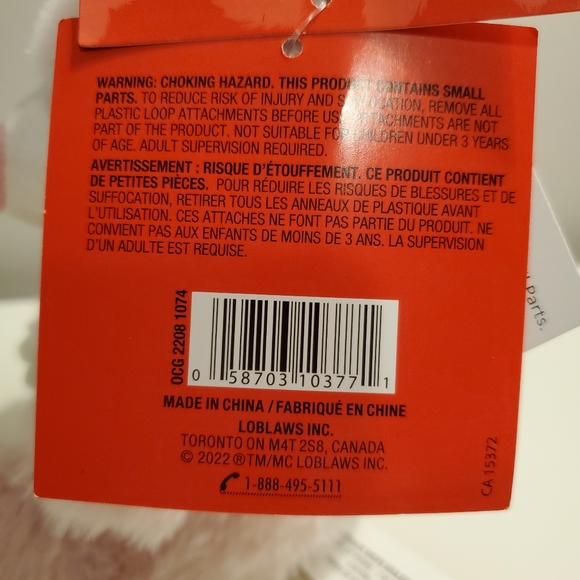 WARNING: CHOKING HAZARD. THIS PRODUCT CONTAINS SMALL
PARTS. TO REDUCE RISK OF INJURY AND SUFFOCATION, REMOVE ALL
PLASTIC LOOP ATTACHMENTS BEFORE USE. ATTACHMENTS ARE NOT
PART OF THE PRODUCT. NOT SUITABLE FOR CHILDREN UNDER 3 YEARS
OF AGE. ADULT SUPERVISION REQUIRED.
AVERTISSEMENT : RISQUE D'ÉTOUFFEMENT. CE PRODUIT CONTIENT
DE PETITES PIÈCES. POUR RÉDUIRE LES RISQUES DE BLESSURES ET DE
SUFFOCATION, RETIRER TOUS LES ANNEAUX DE PLASTIQUE AVANT
L'UTILISATION. CES ATTACHES NE FONT PAS PARTIE DU PRODUIT. NE
CONVIENT PAS AUX ENFANTS DE MOINS DE 3 ANS. LA SUPERVISION
D'UN ADULTE EST REQUISE.
OCG 2208 1074
0 58703 10377 1
MADE IN CHINA / FABRIQUÉ EN CHINE
LOBLAWS INC.
TORONTO ON M4T 2S8, CANADA
© 2022 ®TM/MC LOBLAWS INC.
1-888-495-5111
CA 15372
Parts.